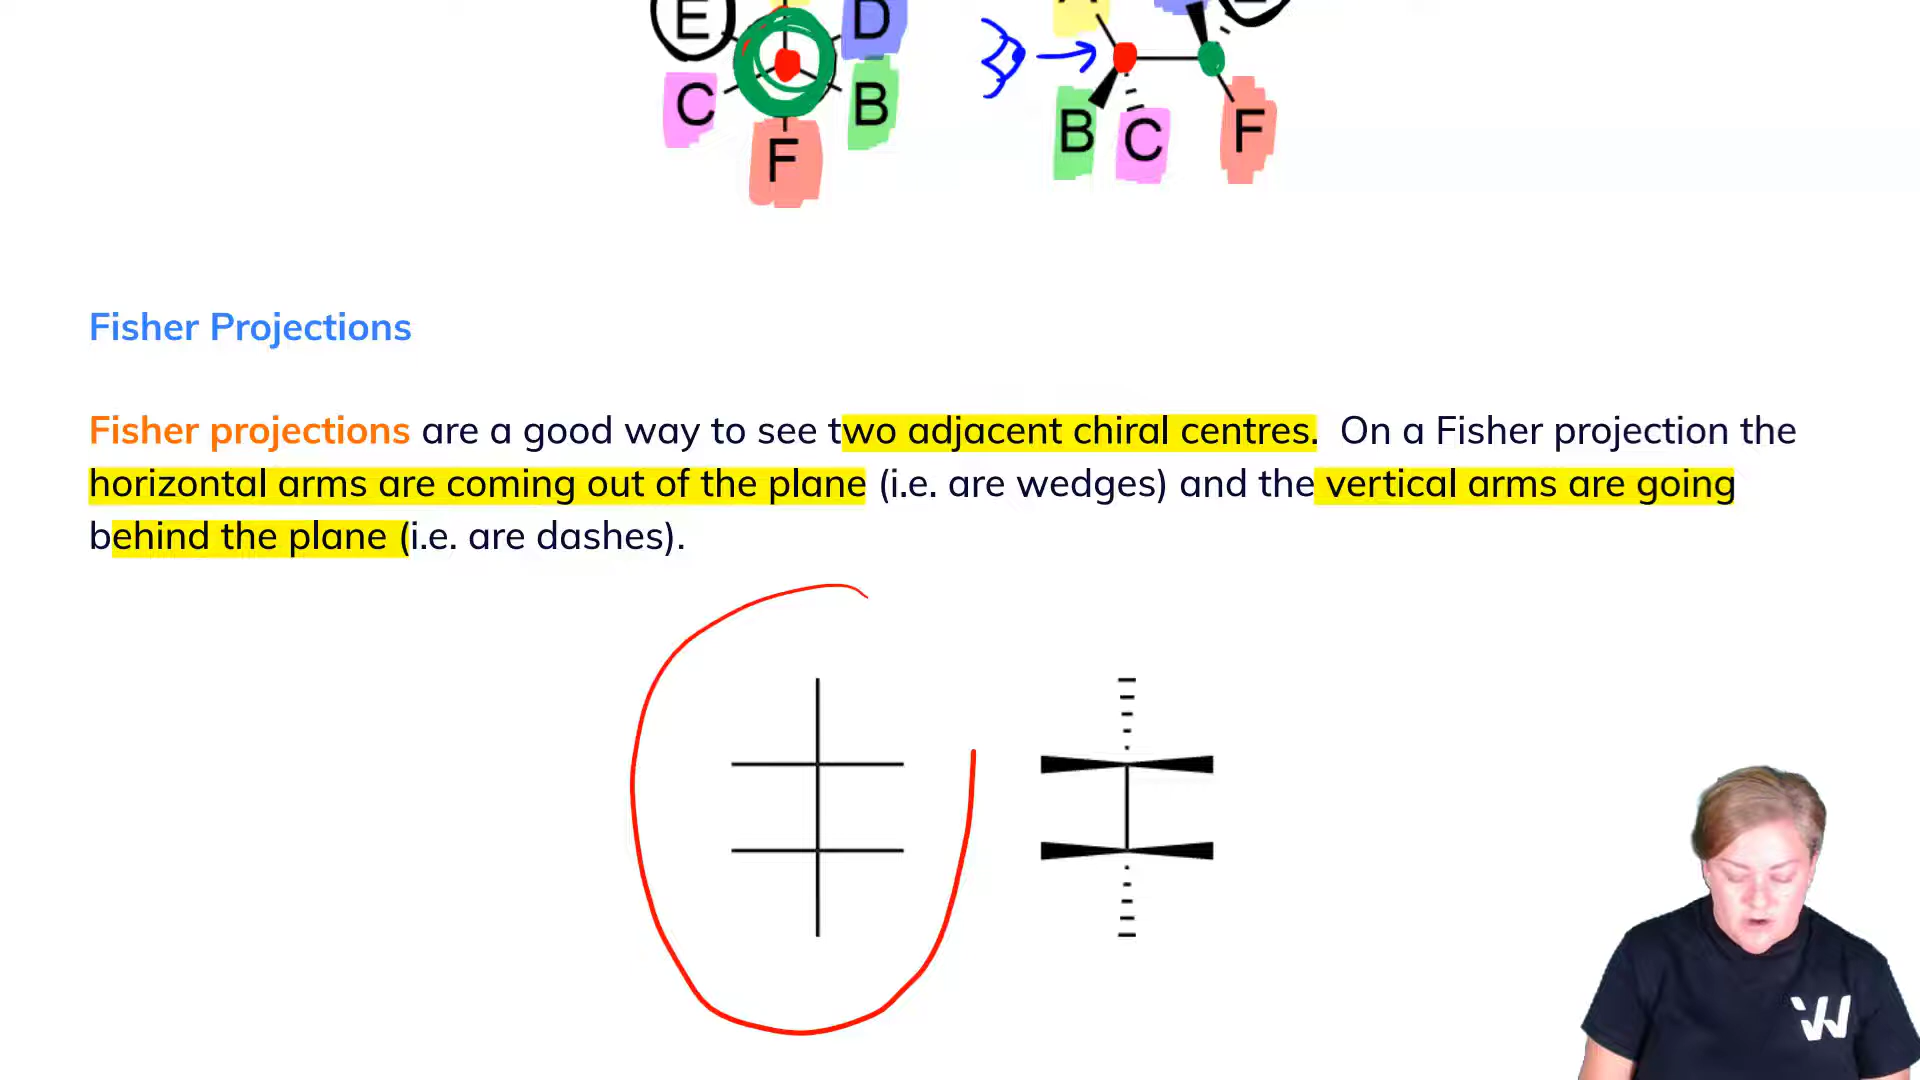 E D A
C B
F B C F
Fisher Projections
Fisher projections are a good way to see two adjacent chiral centres. On a Fisher projection the
horizontal arms are coming out of the plane (i.e. are wedges) and the vertical arms are going
behind the plane (i.e. are dashes).
W